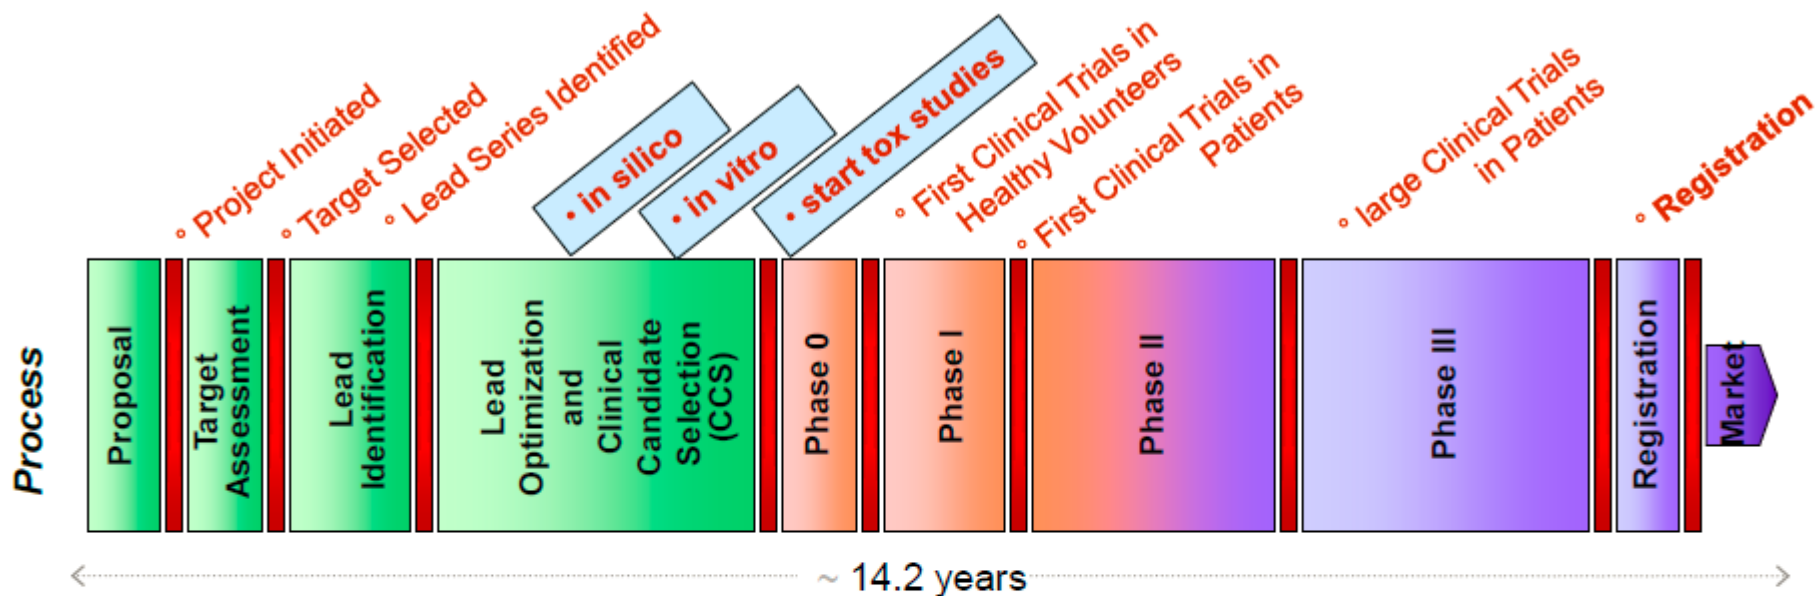 ° Project Initiated
° Target Selected
° Lead Series Identified
• in silico
• in vitro
• start tox studies
° First Clinical Trials in
Healthy Volunteers
° First Clinical Trials in
Patients
° large Clinical Trials
in Patients
° Registration
Process
Proposal
Target
Assessment
Lead
Identification
Lead
Optimization
and
Clinical
Candidate
Selection
(CCS)
Phase 0
Phase I
Phase II
Phase III
Registration
Market
~ 14.2 years